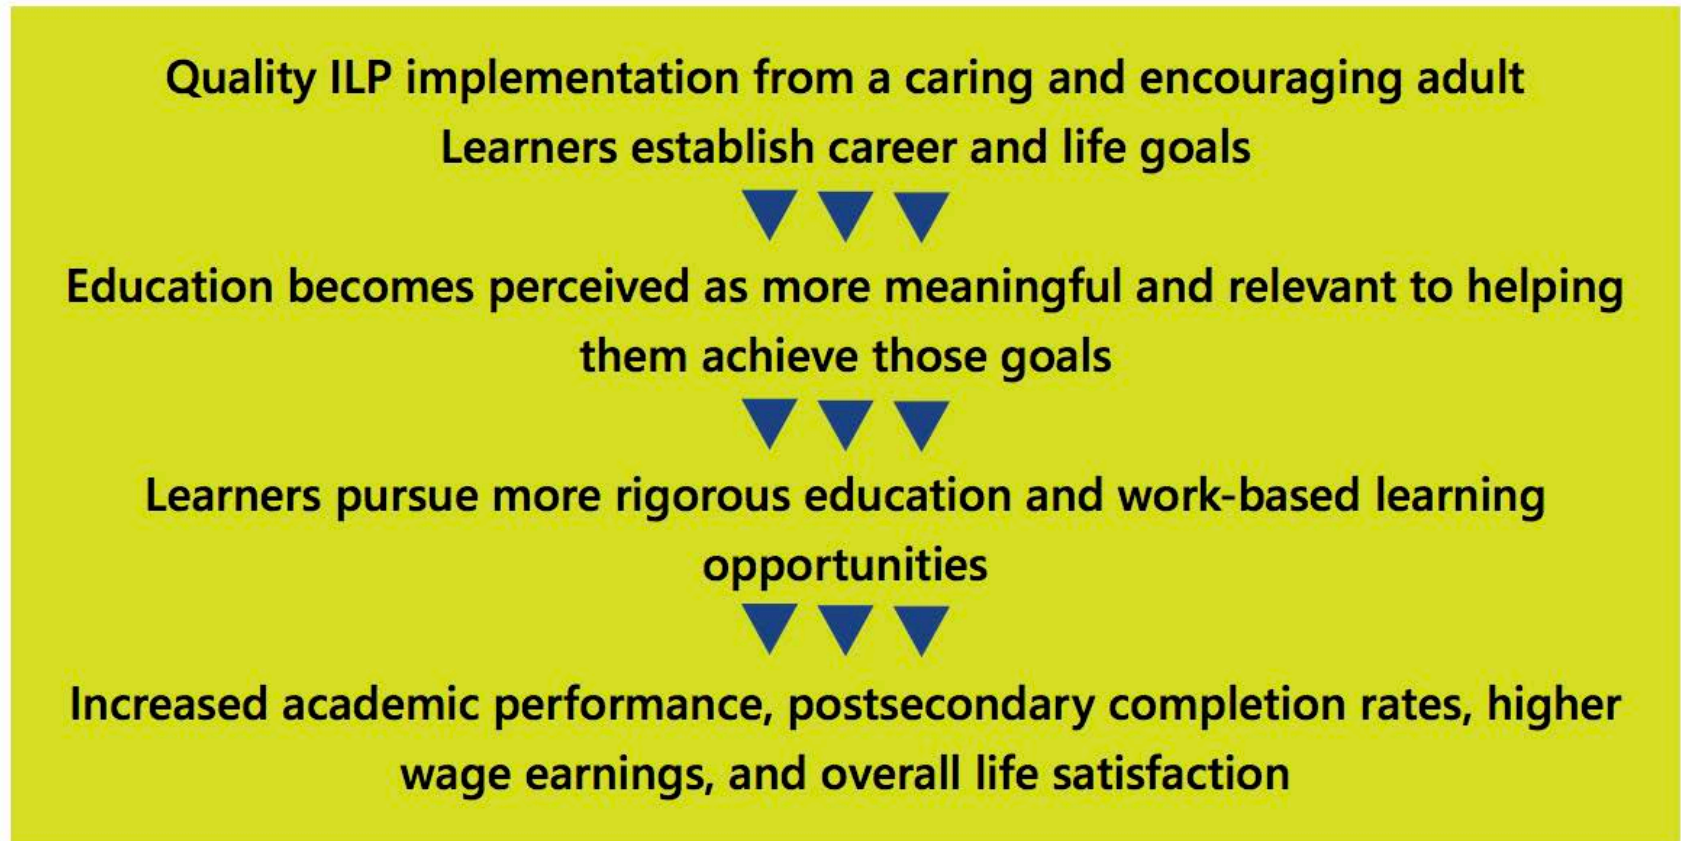 Quality ILP implementation from a caring and encouraging adult
Learners establish career and life goals
Education becomes perceived as more meaningful and relevant to helping
them achieve those goals
Learners pursue more rigorous education and work-based learning
opportunities
Increased academic performance, postsecondary completion rates, higher
wage earnings, and overall life satisfaction